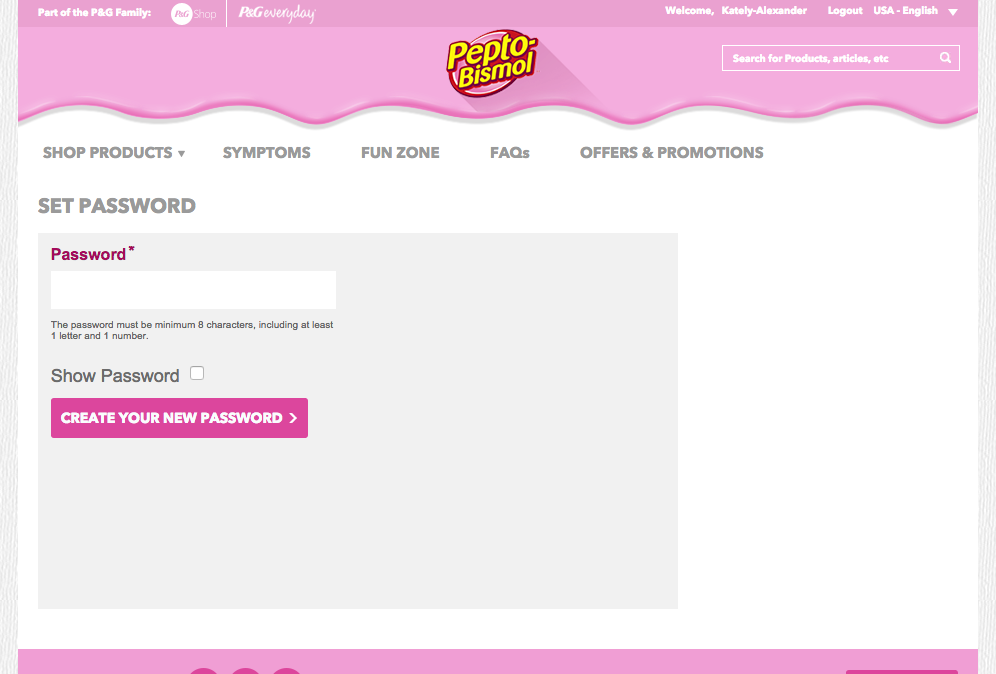 Part of the P&G Family: P&G Shop P&G everyday Welcome, Kately-Alexander Logout USA - English
Pepto-
Bismol
Search for Products, articles, etc
SHOP PRODUCTS SYMPTOMS FUN ZONE FAQs OFFERS & PROMOTIONS
SET PASSWORD
Password*
The password must be minimum 8 characters, including at least
1 letter and 1 number.
Show Password
CREATE YOUR NEW PASSWORD >